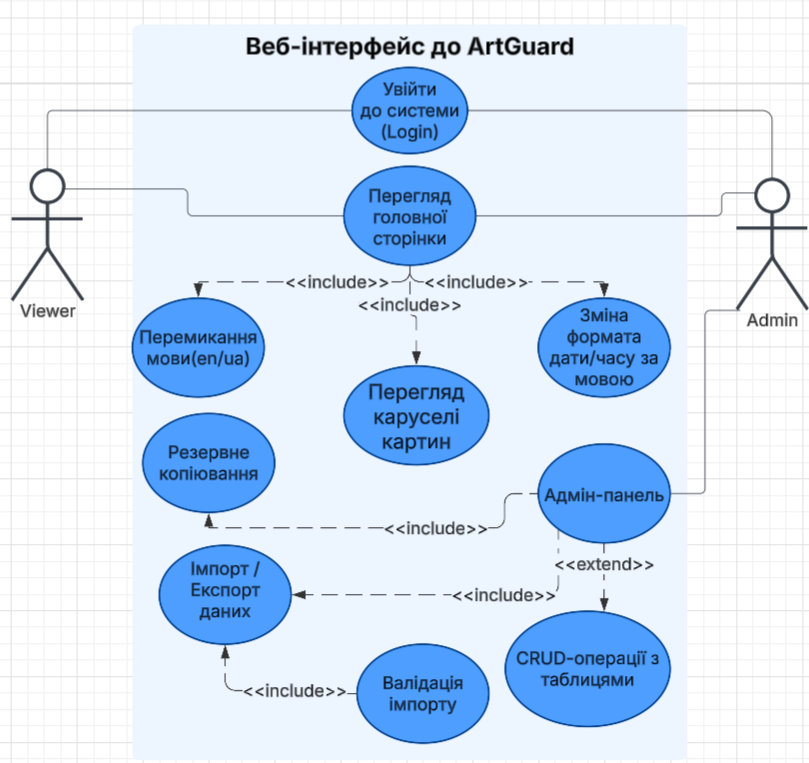 Веб-інтерфейс до ArtGuard
Увійти
до системи
(Login)
Перегляд
головної
сторінки
Viewer
Admin
<<include>>
<<include>>
<<include>>
Перемикання
мови(en/ua)
Зміна
формата
дати/часу за
мовою
Перегляд
каруселі
картин
Резервне
копіювання
Адмін-панель
<<include>>
<<extend>>
Імпорт /
Експорт
даних
<<include>>
CRUD-операції з
таблицями
<<include>>
Валідація
імпорту